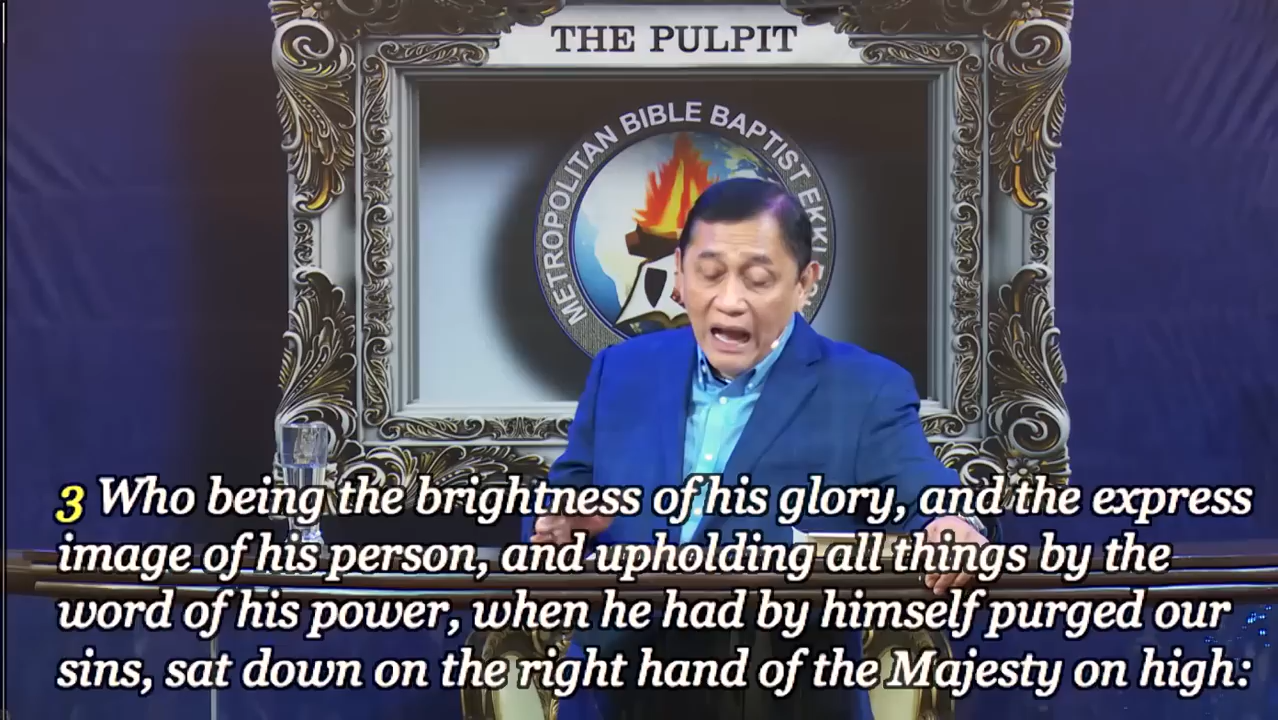 THE PULPIT
METROPOLITAN BIBLE BAPTIST EKKL
3 Who being the brightness of his glory, and the express
image of his person, and upholding all things by the
word of his power, when he had by himself purged our
sins, sat down on the right hand of the Majesty on high: